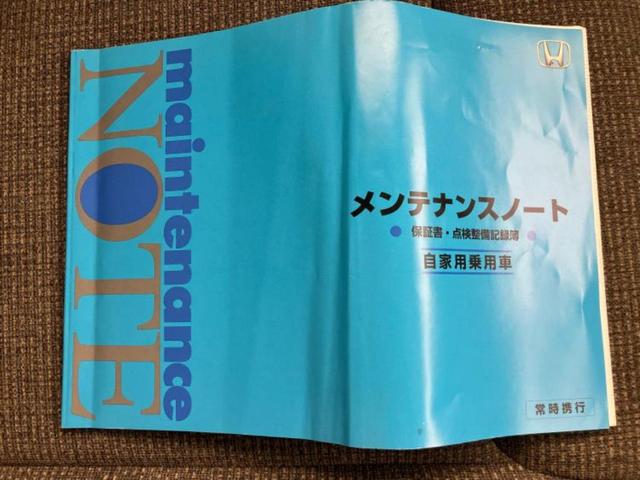 maintenance
NOTE
メンテナンスノート
保証書・点検整備記録簿
自家用乗用車
常時携行